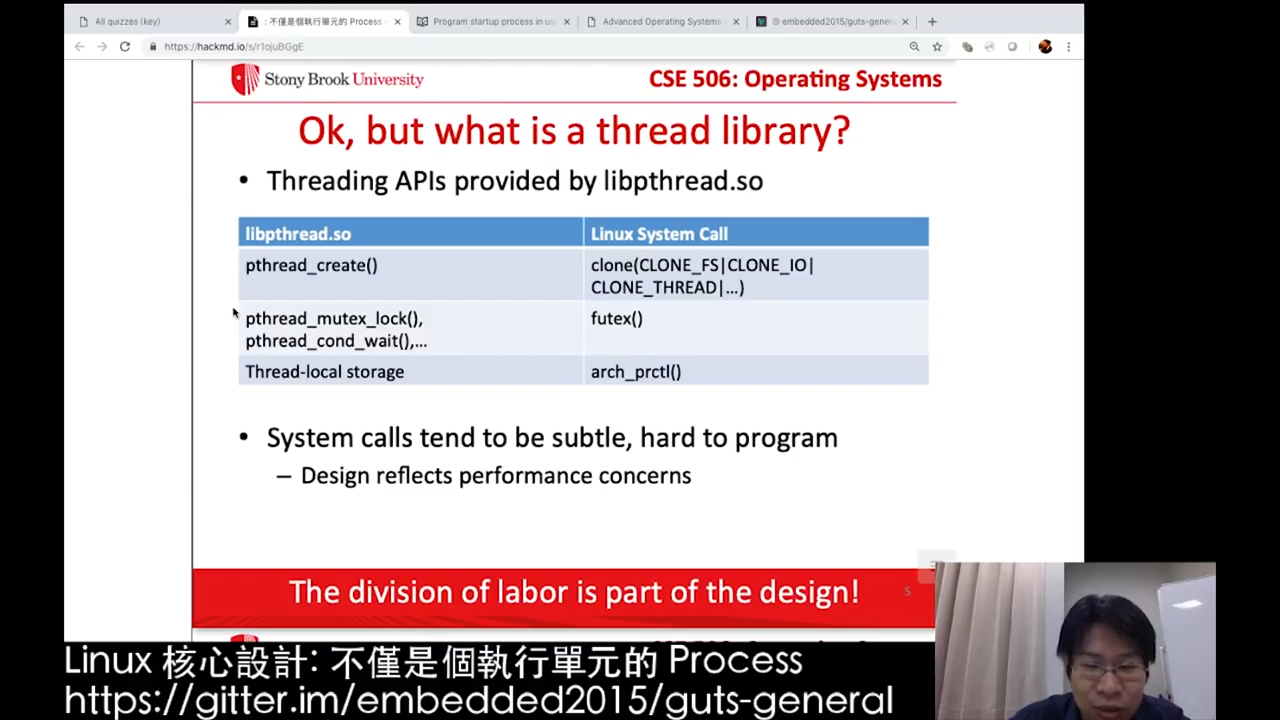 All quizzes (key)
: 不僅是個執行單元的 Process -
Program startup process in us
Advanced Operating Systems
embedded2015/guts-gener
https://hackmd.io/s/r1ojuBGgE
Stony Brook University
CSE 506: Operating Systems
Ok, but what is a thread library?
• Threading APIs provided by libpthread.so
libpthread.so
Linux System Call
pthread_create()
clone(CLONE_FS|CLONE_IO|
CLONE_THREAD|…)
pthread_mutex_lock(),
pthread_cond_wait(),…
futex()
Thread-local storage
arch_prctl()
• System calls tend to be subtle, hard to program
– Design reflects performance concerns
The division of labor is part of the design!
5
Linux 核心設計: 不僅是個執行單元的 Process
https://gitter.im/embedded2015/guts-general